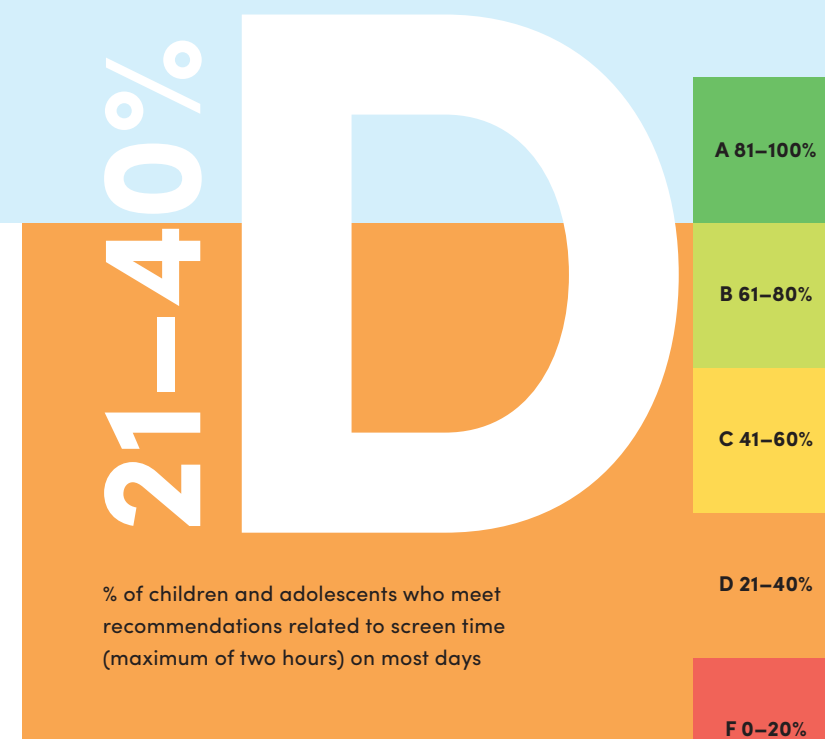 21–40%
D
% of children and adolescents who meet
recommendations related to screen time
(maximum of two hours) on most days
A 81–100%
B 61–80%
C 41–60%
D 21–40%
F 0–20%